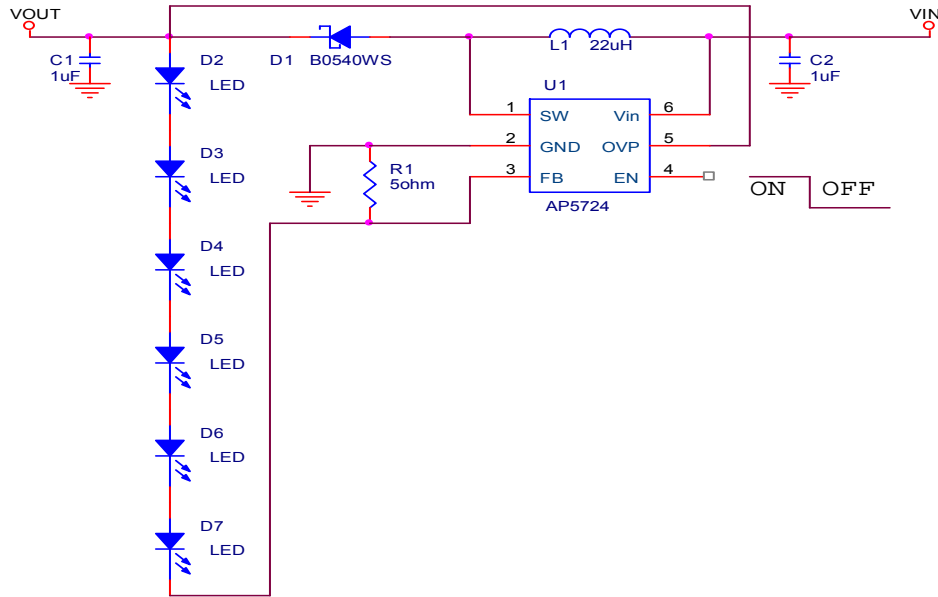 VOUT
VIN
C1
1uF
D2
LED
D1 B0540WS
L1 22uH
C2
1uF
U1
1 SW Vin 6
2 GND OVP 5
3 FB EN 4
AP5724
R1
5ohm
ON OFF
D3
LED
D4
LED
D5
LED
D6
LED
D7
LED